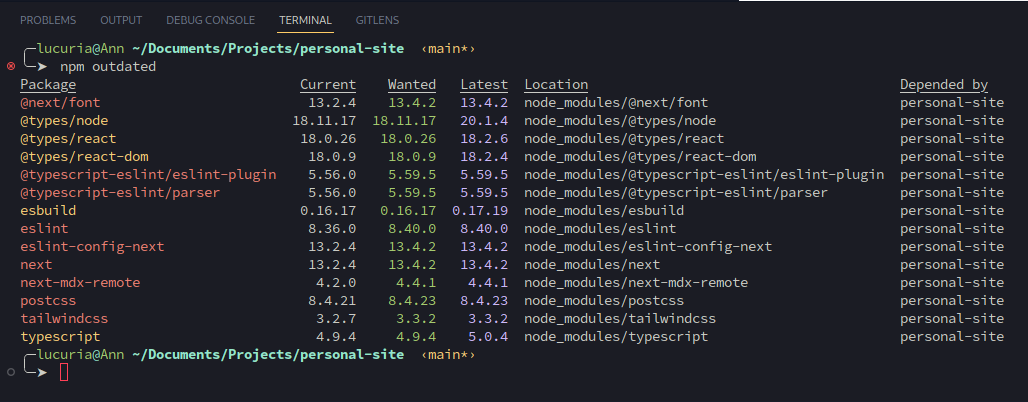 PROBLEMS OUTPUT DEBUG CONSOLE TERMINAL GITLENS
lucuria@Ann ~/Documents/Projects/personal-site ‹main*›
npm outdated
Package Current Wanted Latest Location Depended by
@next/font 13.2.4 13.4.2 13.4.2 node_modules/@next/font personal-site
@types/node 18.11.17 18.11.17 20.1.4 node_modules/@types/node personal-site
@types/react 18.0.26 18.0.26 18.2.6 node_modules/@types/react personal-site
@types/react-dom 18.0.9 18.0.9 18.2.4 node_modules/@types/react-dom personal-site
@typescript-eslint/eslint-plugin 5.56.0 5.59.5 5.59.5 node_modules/@typescript-eslint/eslint-plugin personal-site
@typescript-eslint/parser 5.56.0 5.59.5 5.59.5 node_modules/@typescript-eslint/parser personal-site
esbuild 0.16.17 0.16.17 0.17.19 node_modules/esbuild personal-site
eslint 8.36.0 8.40.0 8.40.0 node_modules/eslint personal-site
eslint-config-next 13.2.4 13.4.2 13.4.2 node_modules/eslint-config-next personal-site
next 13.2.4 13.4.2 13.4.2 node_modules/next personal-site
next-mdx-remote 4.2.0 4.4.1 4.4.1 node_modules/next-mdx-remote personal-site
postcss 8.4.21 8.4.23 8.4.23 node_modules/postcss personal-site
tailwindcss 3.2.7 3.3.2 3.3.2 node_modules/tailwindcss personal-site
typescript 4.9.4 4.9.4 5.0.4 node_modules/typescript personal-site
lucuria@Ann ~/Documents/Projects/personal-site ‹main*›